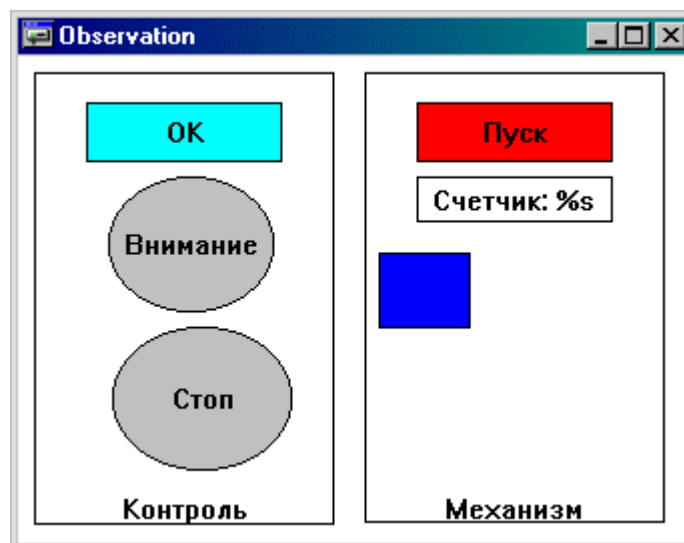 Observation
OK
Внимание
Стоп
Контроль
Пуск
Счетчик: %s
Механизм